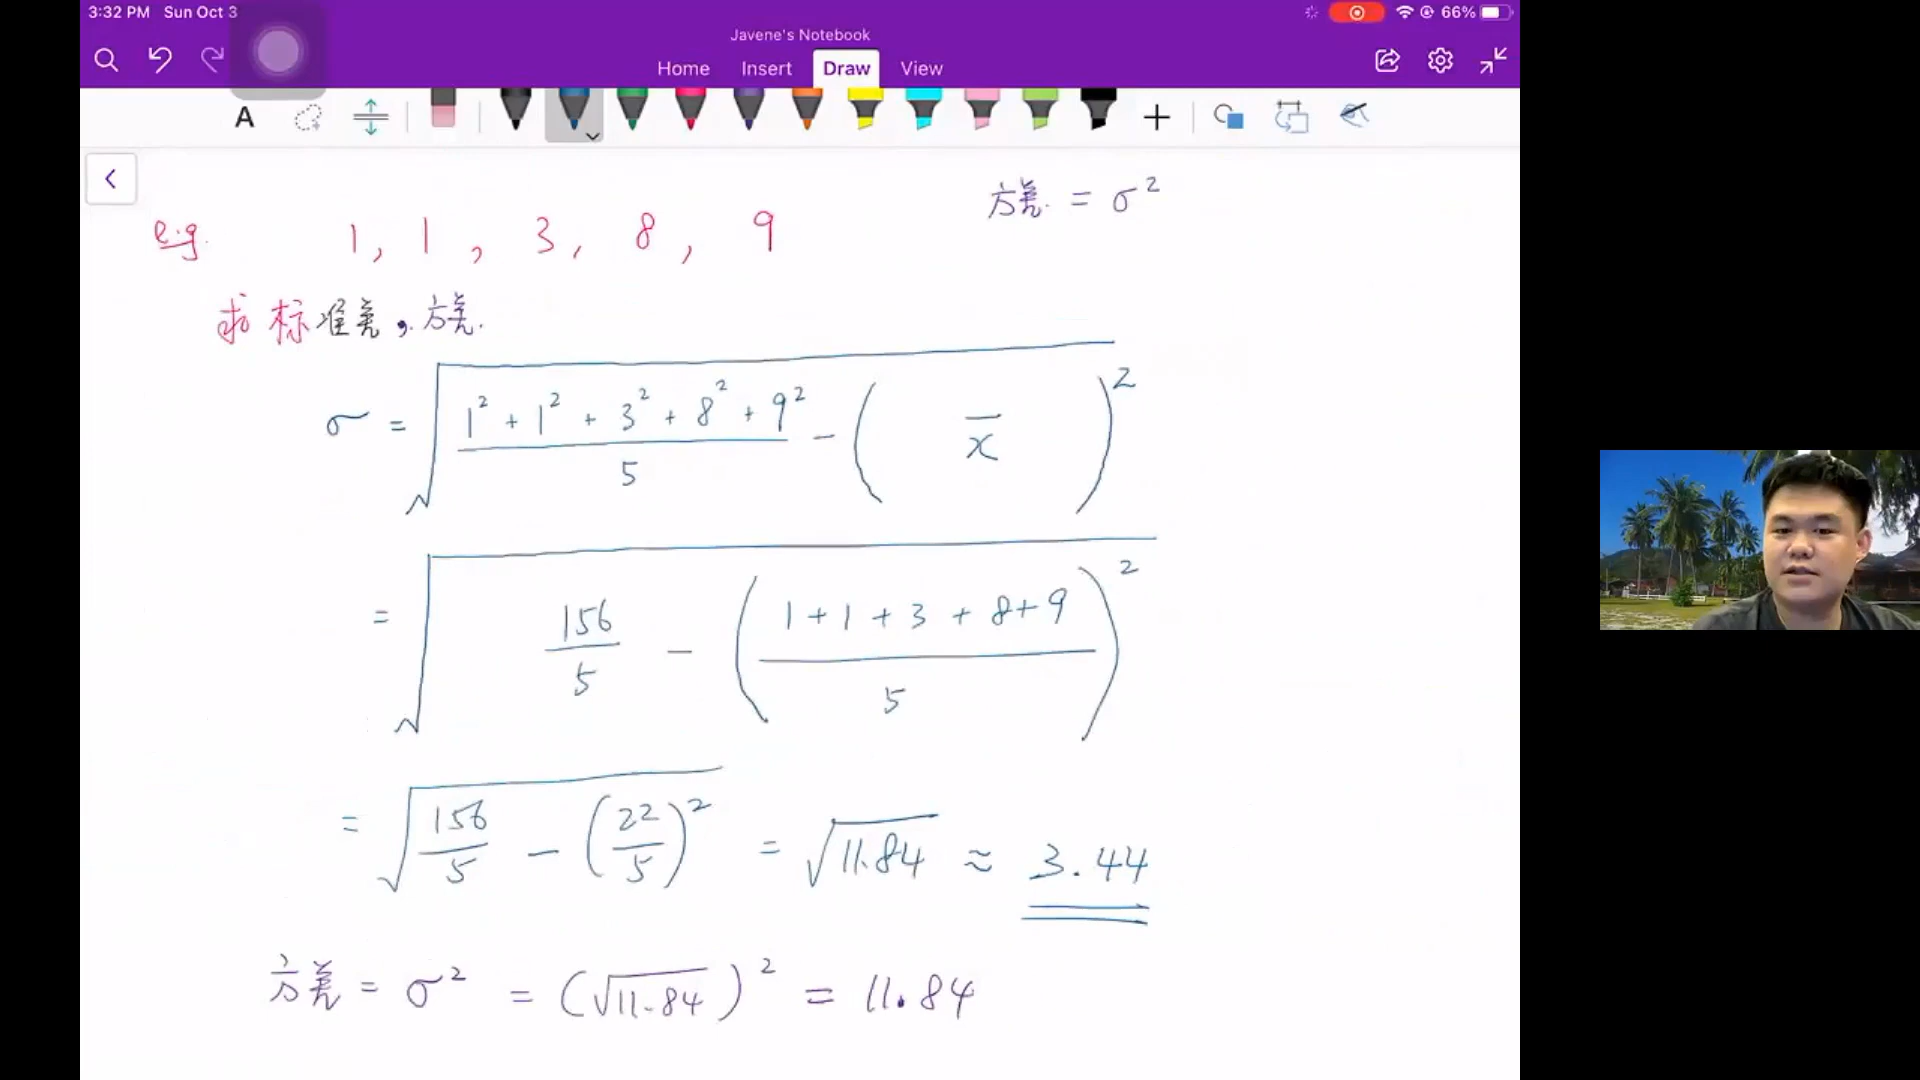 3:32 PM Sun Oct 3
66%
Javene's Notebook
Home Insert Draw View
A
方差 = σ²
e.g. 1, 1, 3, 8, 9
求标准差,方差.
σ = √((1² + 1² + 3² + 8² + 9²)/5 − (x̄)²)
= √(156/5 − ((1+1+3+8+9)/5)²)
= √(156/5 − (22/5)²) = √11.84 ≈ 3.44
方差 = σ² = (√11.84)² = 11.84